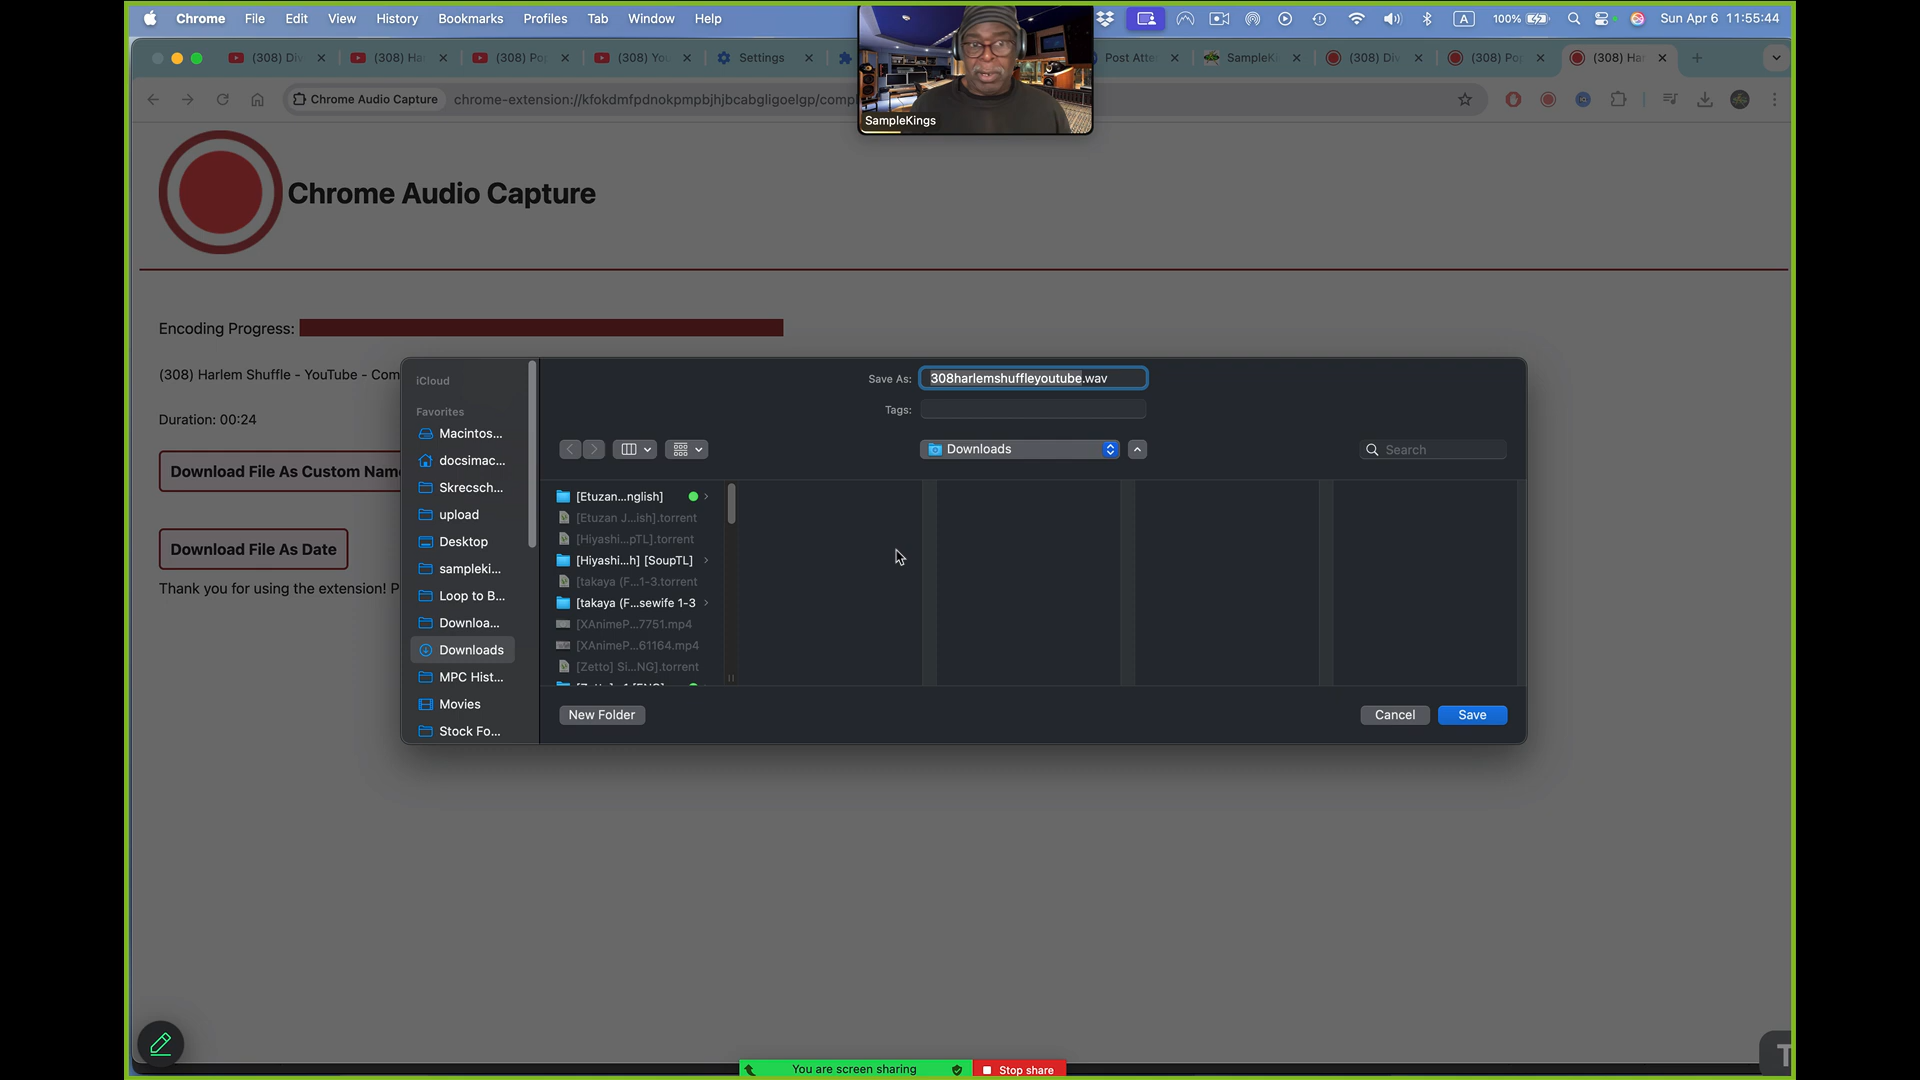 Chrome File Edit View History Bookmarks Profiles Tab Window Help
A 100% Sun Apr 6 11:55:44
(308) Div (308) Ha (308) Po (308) Yo Settings Post Atte SampleKi (308) Div (308) Po (308) Ha
Chrome Audio Capture chrome-extension://kfokdmfpdnokpmpbjhjbcabgligoelgp/compl
SampleKings
Chrome Audio Capture
Encoding Progress:
(308) Harlem Shuffle - YouTube - Com
Duration: 00:24
Download File As Custom Name
Download File As Date
Thank you for using the extension! P
iCloud
Favorites
Macintos...
docsimac...
Skrecsch...
upload
Desktop
sampleki...
Loop to B...
Downloa...
Downloads
MPC Hist...
Movies
Stock Fo...
Save As: 308harlemshuffleyoutube.wav
Tags:
Downloads
Search
[Etuzan...nglish]
[Etuzan J...ish].torrent
[Hiyashi...pTL].torrent
[Hiyashi...h] [SoupTL]
[takaya (F...1-3.torrent
[takaya (F...sewife 1-3
[XAnimeP...7751.mp4
[XAnimeP...61164.mp4
[Zetto] Si...NG].torrent
New Folder
Cancel Save
You are screen sharing Stop share